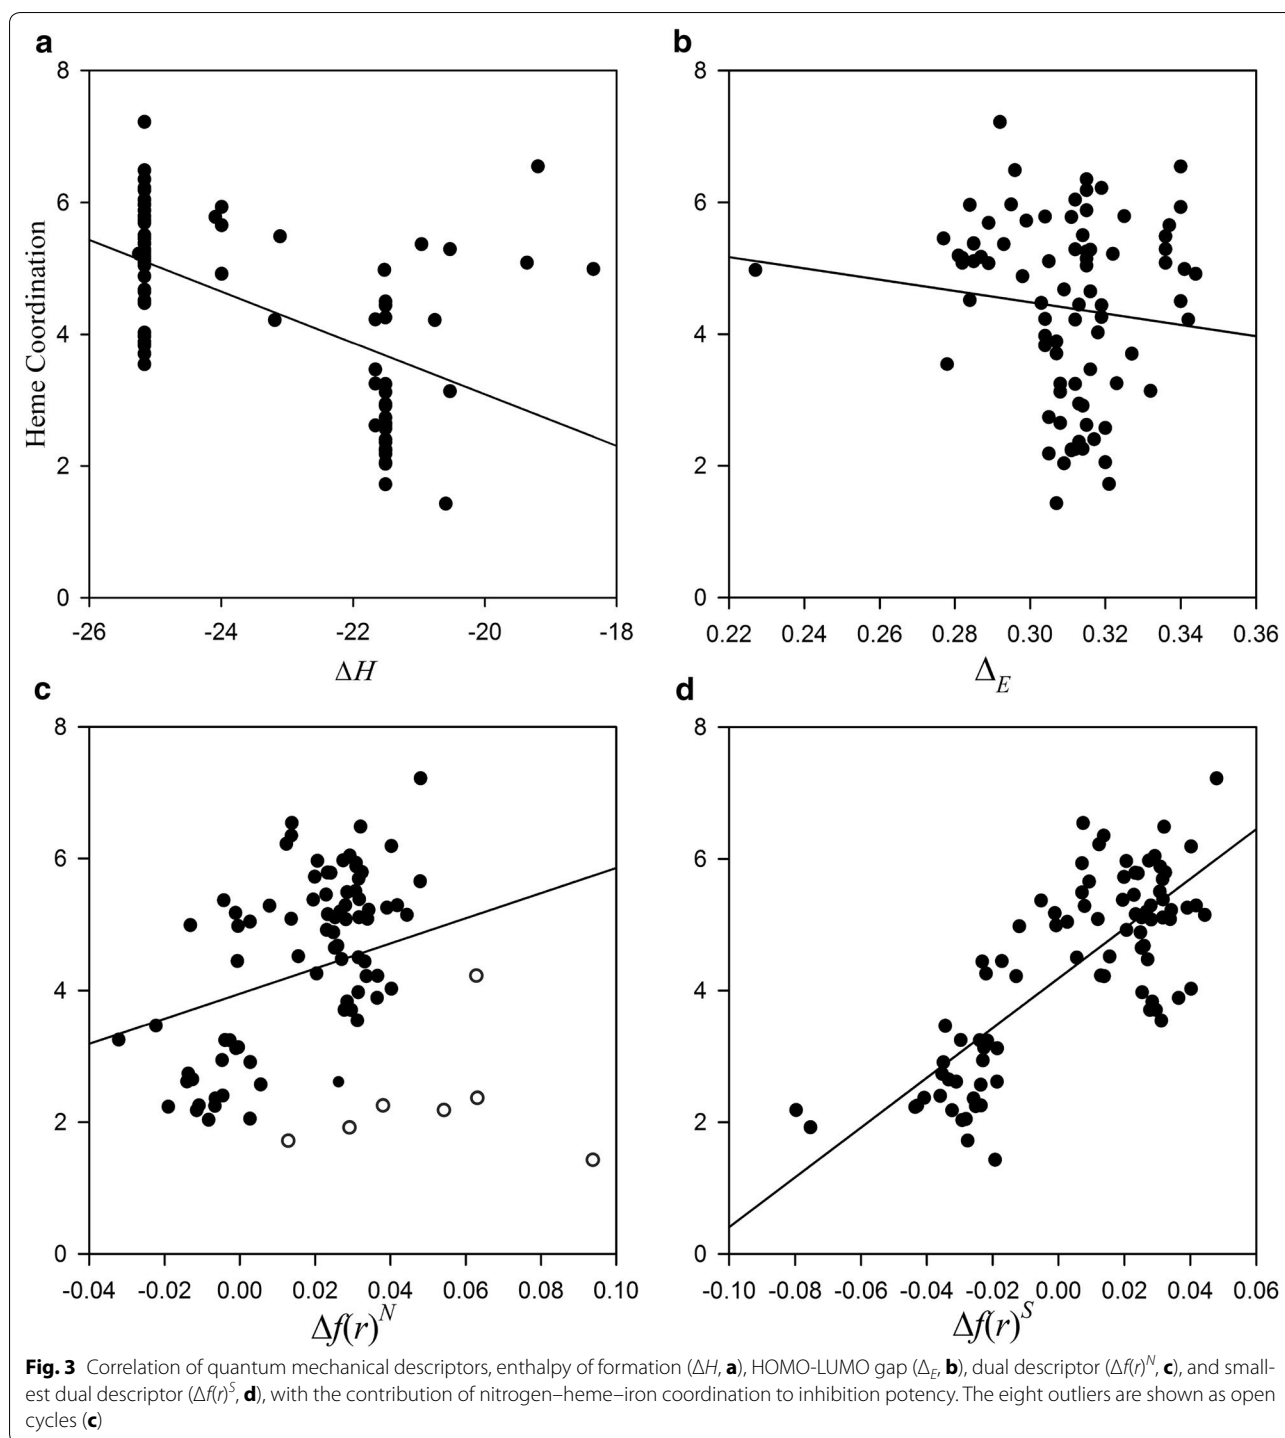 a
b
8
6
4
2
0
Heme Coordination
-26 -24 -22 -20 -18
ΔH
8
6
4
2
0
0.22 0.24 0.26 0.28 0.30 0.32 0.34 0.36
Δ_E
c
d
8
6
4
2
0
-0.04 -0.02 0.00 0.02 0.04 0.06 0.08 0.10
Δf(r)^N
8
6
4
2
0
-0.10 -0.08 -0.06 -0.04 -0.02 0.00 0.02 0.04 0.06
Δf(r)^S
Fig. 3 Correlation of quantum mechanical descriptors, enthalpy of formation (ΔH, a), HOMO-LUMO gap (Δ_E, b), dual descriptor (Δf(r)^N, c), and small-
est dual descriptor (Δf(r)^S, d), with the contribution of nitrogen–heme–iron coordination to inhibition potency. The eight outliers are shown as open
cycles (c)